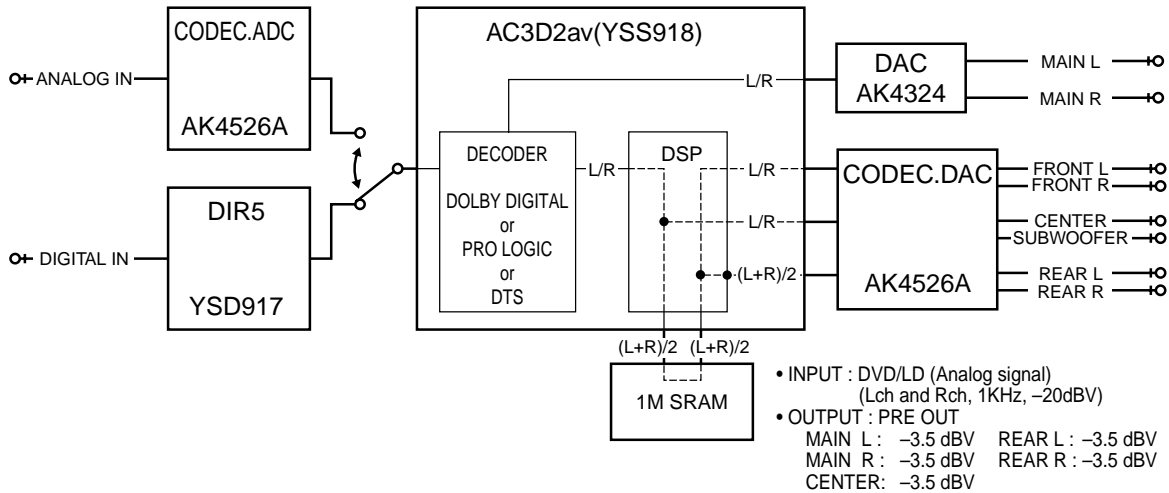 CODEC.ADC
AK4526A
ANALOG IN
DIR5
YSD917
DIGITAL IN
AC3D2av(YSS918)
L/R
DECODER
DOLBY DIGITAL
or
PRO LOGIC
or
DTS
L/R
DSP
L/R
L/R
(L+R)/2
(L+R)/2 (L+R)/2
1M SRAM
DAC
AK4324
MAIN L
MAIN R
CODEC.DAC
AK4526A
FRONT L
FRONT R
CENTER
SUBWOOFER
REAR L
REAR R
• INPUT : DVD/LD (Analog signal)
(Lch and Rch, 1KHz, –20dBV)
• OUTPUT : PRE OUT
MAIN L : –3.5 dBV REAR L : –3.5 dBV
MAIN R : –3.5 dBV REAR R : –3.5 dBV
CENTER: –3.5 dBV